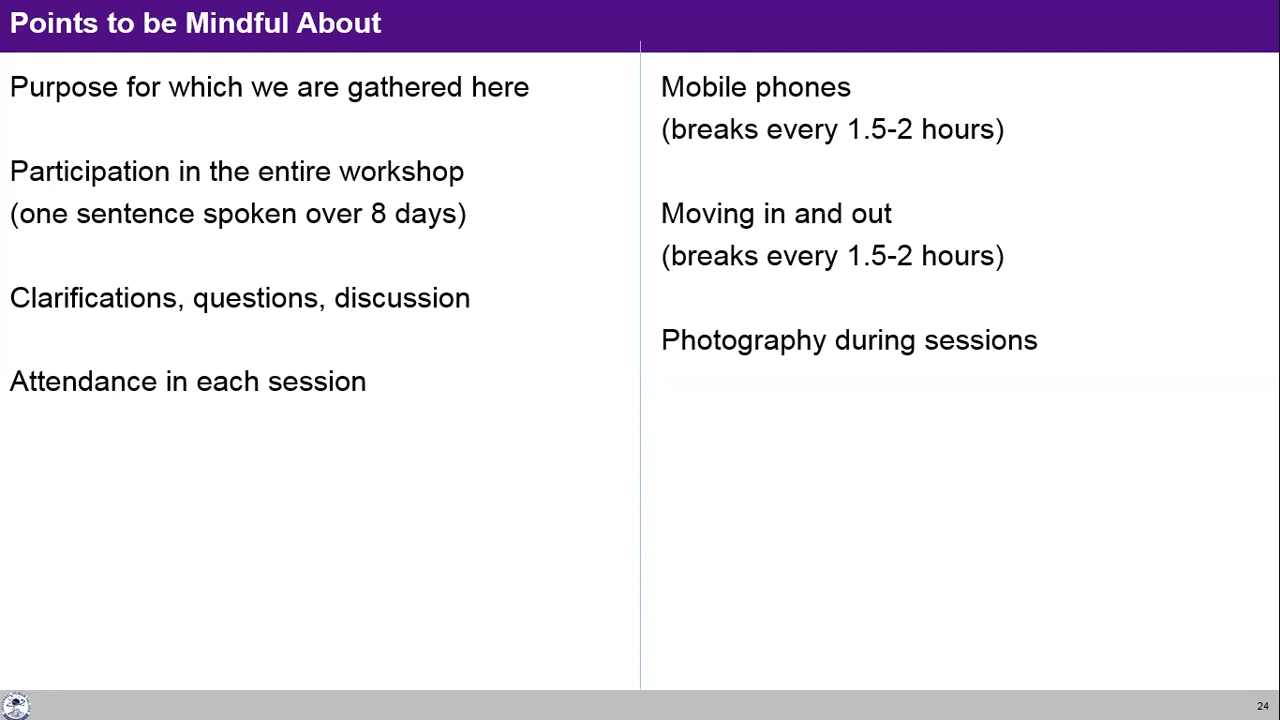 Points to be Mindful About
Purpose for which we are gathered here
Participation in the entire workshop
(one sentence spoken over 8 days)
Clarifications, questions, discussion
Attendance in each session
Mobile phones
(breaks every 1.5-2 hours)
Moving in and out
(breaks every 1.5-2 hours)
Photography during sessions
24